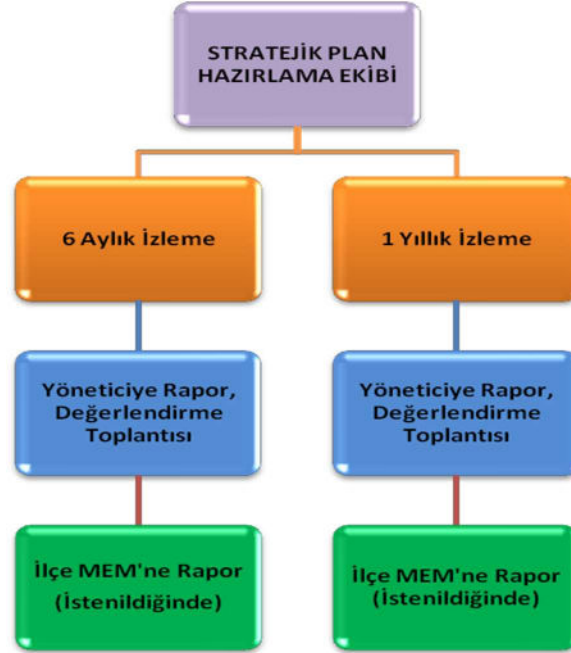 STRATEJİK PLAN
HAZIRLAMA EKİBİ
6 Aylık İzleme
1 Yıllık İzleme
Yöneticiye Rapor,
Değerlendirme
Toplantısı
Yöneticiye Rapor,
Değerlendirme
Toplantısı
İlçe MEM'ne Rapor
(İstenildiğinde)
İlçe MEM'ne Rapor
(İstenildiğinde)